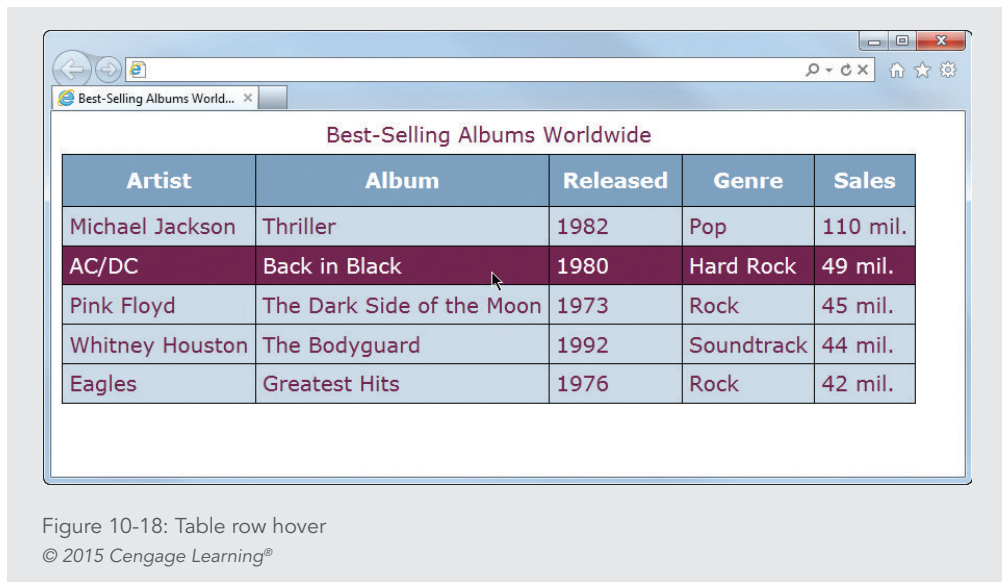 Best-Selling Albums World...
Best-Selling Albums Worldwide
Artist Album Released Genre Sales
Michael Jackson Thriller 1982 Pop 110 mil.
AC/DC Back in Black 1980 Hard Rock 49 mil.
Pink Floyd The Dark Side of the Moon 1973 Rock 45 mil.
Whitney Houston The Bodyguard 1992 Soundtrack 44 mil.
Eagles Greatest Hits 1976 Rock 42 mil.
Figure 10-18: Table row hover
© 2015 Cengage Learning®